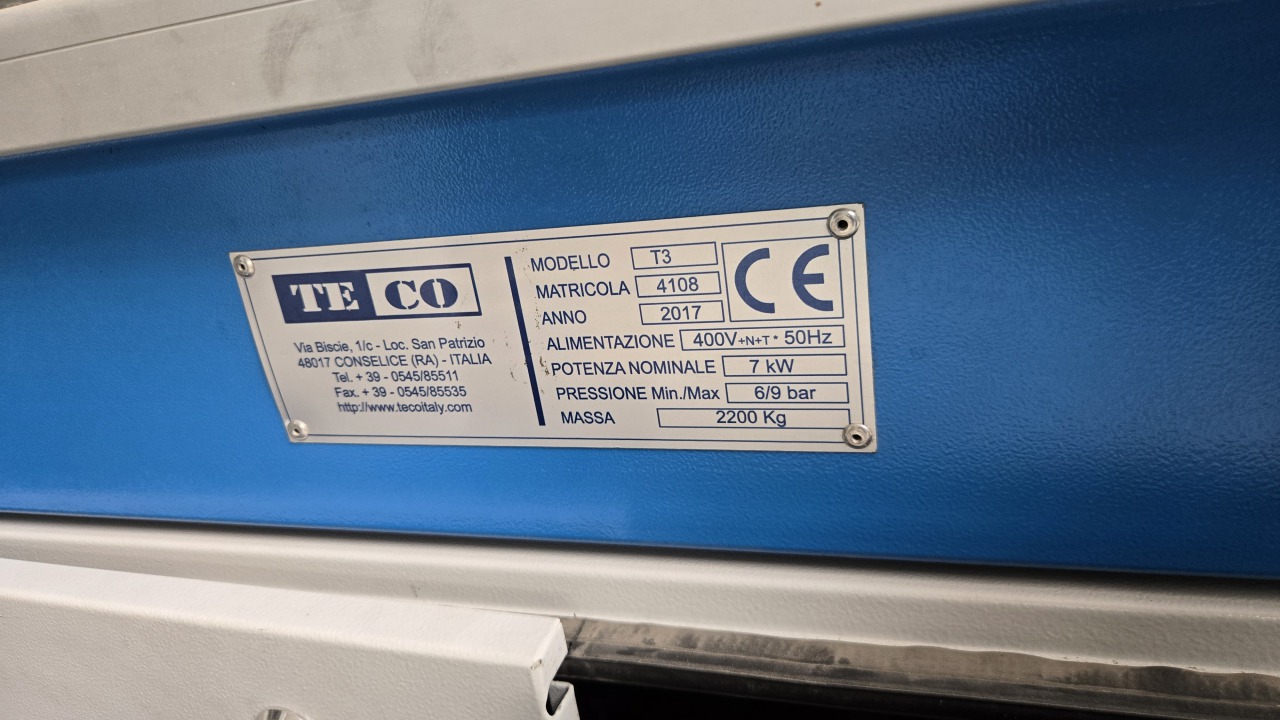 TECO
Via Biscie, 1/c - Loc. San Patrizio
48017 CONSELICE (RA) - ITALIA
Tel. + 39 - 0545/85511
Fax. + 39 - 0545/85535
http://www.tecoitaly.com
MODELLO T3
MATRICOLA 4108
ANNO 2017
CE
ALIMENTAZIONE 400V+N+T * 50Hz
POTENZA NOMINALE 7 kW
PRESSIONE Min./Max 6/9 bar
MASSA 2200 Kg